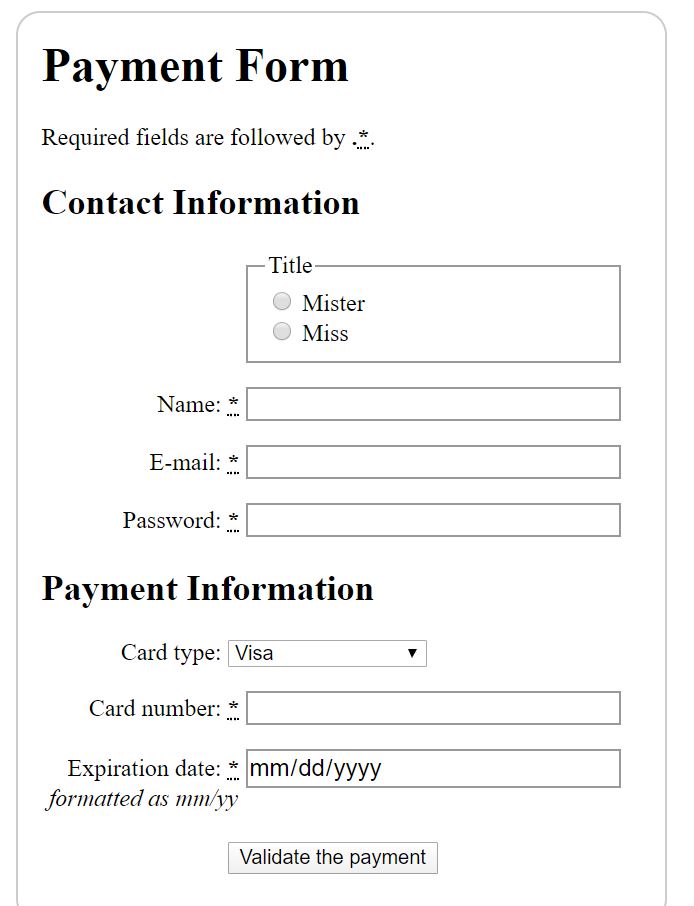 Payment Form
Required fields are followed by .*.
Contact Information
Title
Mister
Miss
Name: *
E-mail: *
Password: *
Payment Information
Card type: Visa
Card number: *
Expiration date: * mm/dd/yyyy
formatted as mm/yy
Validate the payment